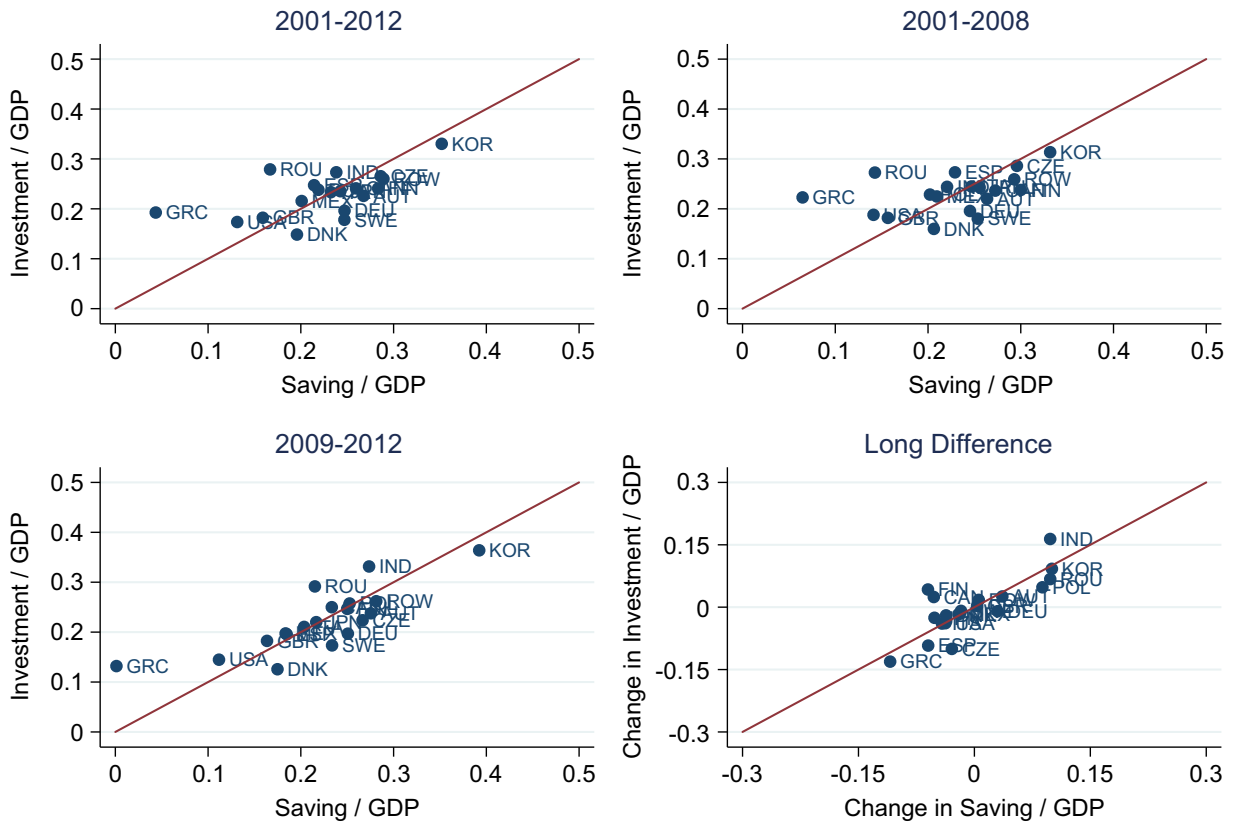 2001-2012
Investment / GDP
0.5
0.4
0.3
0.2
0.1
0
KOR
ROU
IND
CZE
ROW
ESP
AUT
MEX
GRC
DEU
GBR
USA
SWE
DNK
0
0.1
0.2
0.3
0.4
0.5
Saving / GDP
2001-2008
Investment / GDP
0.5
0.4
0.3
0.2
0.1
0
KOR
CZE
ROU
ESP
ROW
MEX
GRC
AUT
DEU
USA
GBR
SWE
DNK
0
0.1
0.2
0.3
0.4
0.5
Saving / GDP
2009-2012
Investment / GDP
0.5
0.4
0.3
0.2
0.1
0
KOR
IND
ROU
ROW
AUT
CZE
JPN
DEU
GBR
SWE
USA
GRC
DNK
0
0.1
0.2
0.3
0.4
0.5
Saving / GDP
Long Difference
Change in Investment / GDP
0.3
0.15
0
-0.15
-0.3
IND
KOR
ROU
POL
FIN
CAN
AUT
DEU
USA
ESP
CZE
GRC
-0.3
-0.15
0
0.15
0.3
Change in Saving / GDP